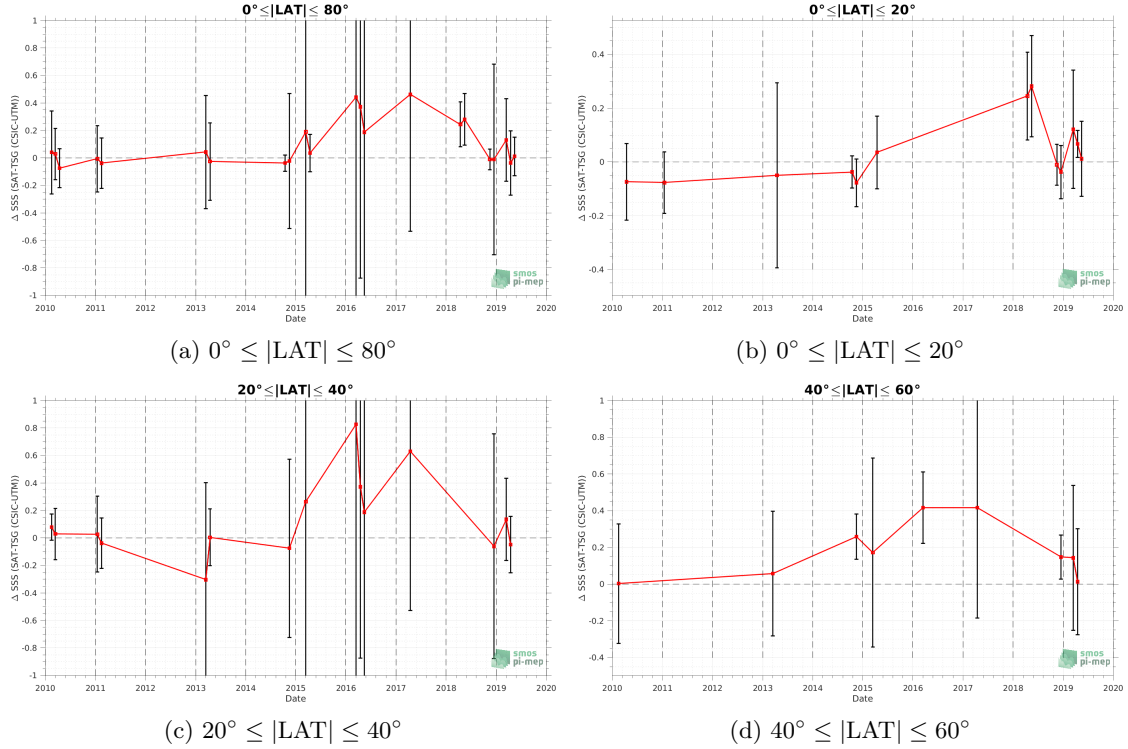 0°≤|LAT|≤ 80°
Δ SSS (SAT-TSG (CSIC-UTM))
1
0.8
0.6
0.4
0.2
0
-0.2
-0.4
-0.6
-0.8
-1
2010 2011 2012 2013 2014 2015 2016 2017 2018 2019 2020
Date
smos
pi-mep
(a) 0° ≤ |LAT| ≤ 80°
0°≤|LAT|≤ 20°
Δ SSS (SAT-TSG (CSIC-UTM))
0.4
0.2
0
-0.2
-0.4
2010 2011 2012 2013 2014 2015 2016 2017 2018 2019 2020
Date
smos
pi-mep
(b) 0° ≤ |LAT| ≤ 20°
20°≤|LAT|≤ 40°
Δ SSS (SAT-TSG (CSIC-UTM))
1
0.8
0.6
0.4
0.2
0
-0.2
-0.4
-0.6
-0.8
-1
2010 2011 2012 2013 2014 2015 2016 2017 2018 2019 2020
Date
smos
pi-mep
(c) 20° ≤ |LAT| ≤ 40°
40°≤|LAT|≤ 60°
Δ SSS (SAT-TSG (CSIC-UTM))
1
0.8
0.6
0.4
0.2
0
-0.2
-0.4
2010 2011 2012 2013 2014 2015 2016 2017 2018 2019 2020
Date
smos
pi-mep
(d) 40° ≤ |LAT| ≤ 60°